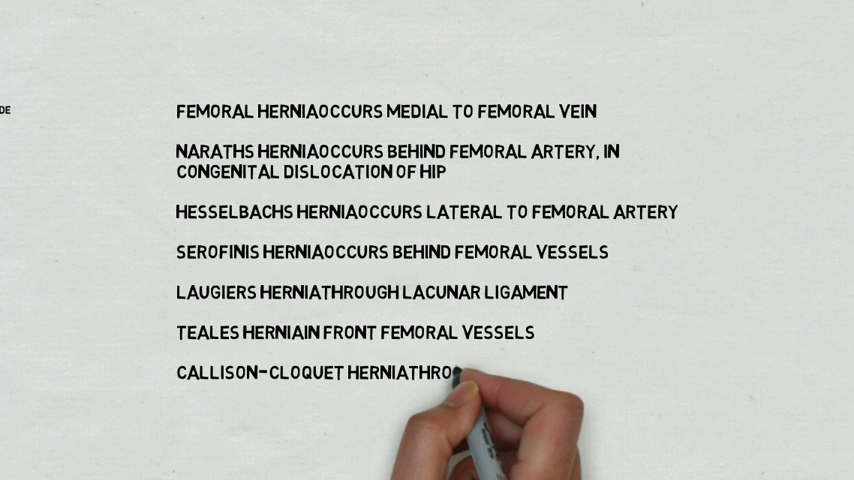 DE
FEMORAL HERNIAOCCURS MEDIAL TO FEMORAL VEIN
NARATHS HERNIAOCCURS BEHIND FEMORAL ARTERY, IN
CONGENITAL DISLOCATION OF HIP
HESSELBACHS HERNIAOCCURS LATERAL TO FEMORAL ARTERY
SEROFINIS HERNIAOCCURS BEHIND FEMORAL VESSELS
LAUGIERS HERNIATHROUGH LACUNAR LIGAMENT
TEALES HERNIAIN FRONT FEMORAL VESSELS
CALLISON-CLOQUET HERNIATHRO